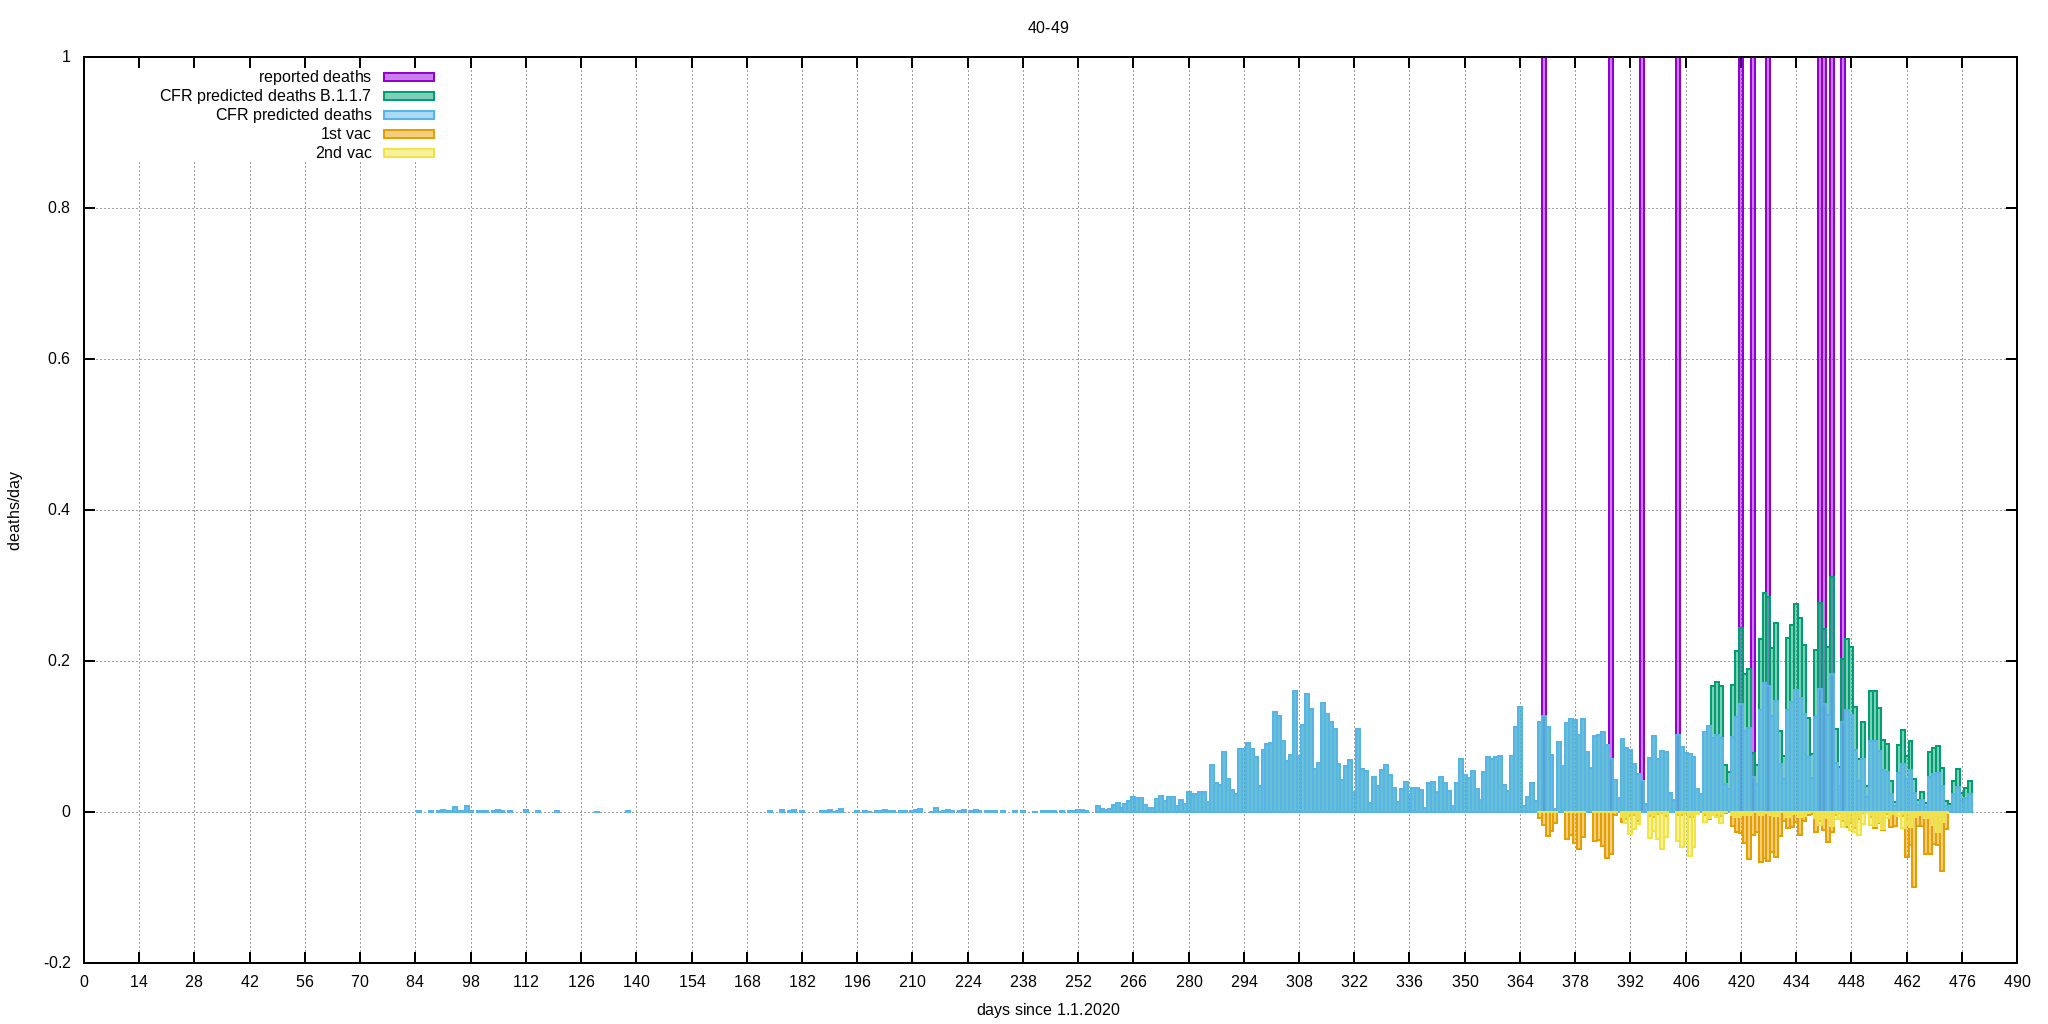 40-49
1
reported deaths
CFR predicted deaths B.1.1.7
CFR predicted deaths
1st vac
2nd vac
0.8
0.6
0.4
0.2
0
-0.2
deaths/day
0 14 28 42 56 70 84 98 112 126 140 154 168 182 196 210 224 238 252 266 280 294 308 322 336 350 364 378 392 406 420 434 448 462 476 490
days since 1.1.2020